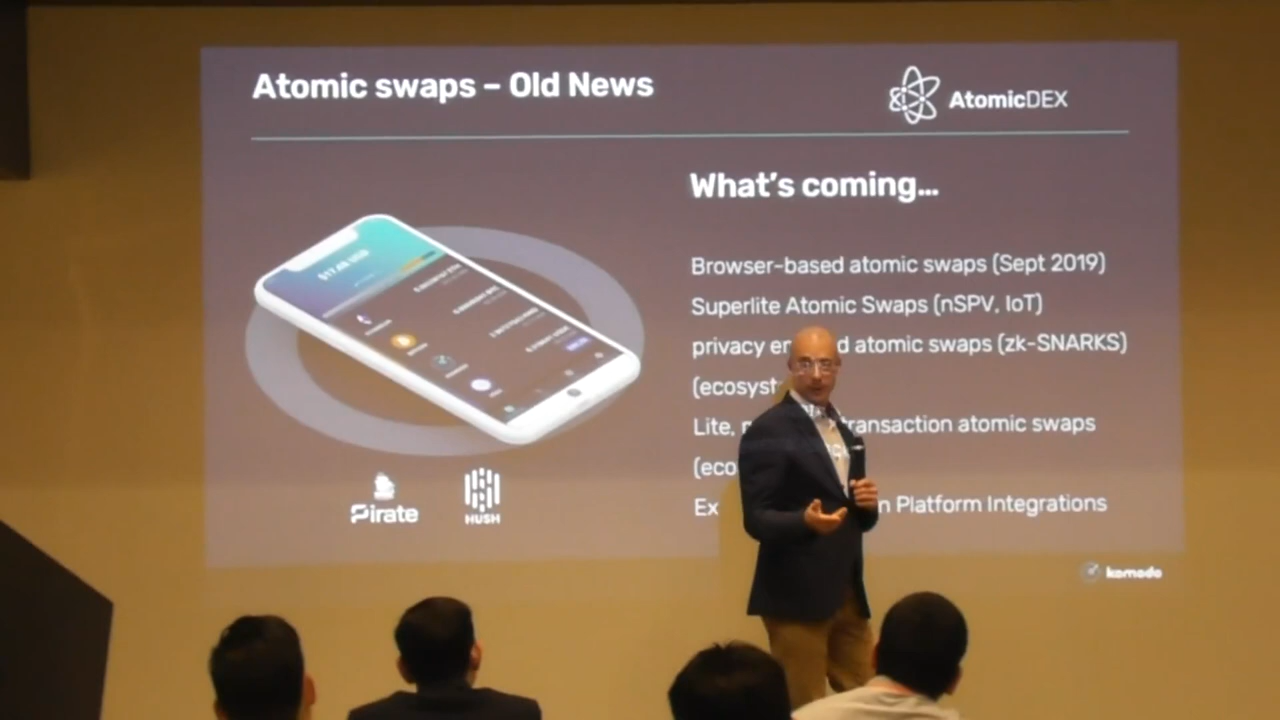 Atomic swaps – Old News
AtomicDEX
What's coming...
Browser-based atomic swaps (Sept 2019)
Superlite Atomic Swaps (nSPV, IoT)
privacy en d atomic swaps (zk-SNARKS)
(ecosyst
Lite, ransaction atomic swaps
(eco
Ex n Platform Integrations
Pirate
HUSH
komodo